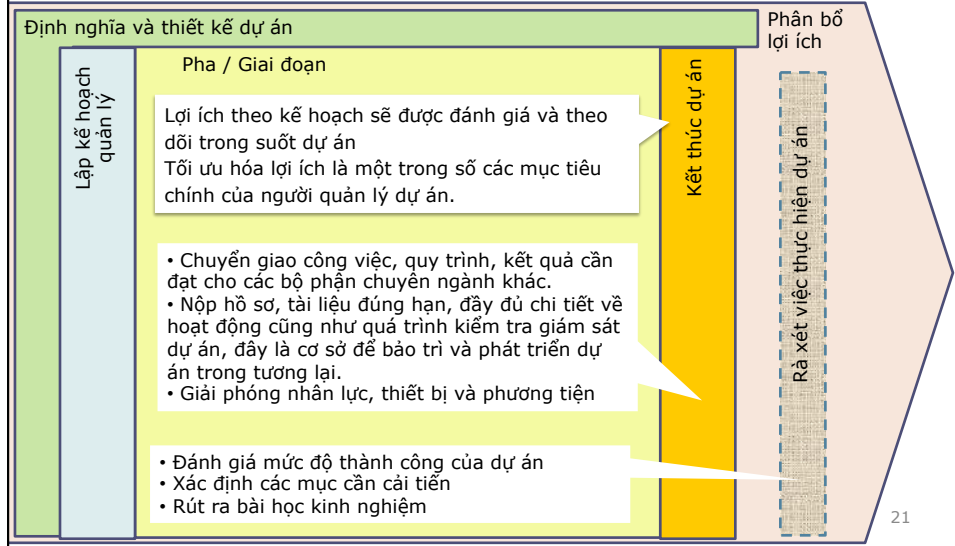 Định nghĩa và thiết kế dự án
Phân bổ
lợi ích
Lập kế hoạch
quản lý
Pha / Giai đoạn
Lợi ích theo kế hoạch sẽ được đánh giá và theo
dõi trong suốt dự án
Tối ưu hóa lợi ích là một trong số các mục tiêu
chính của người quản lý dự án.
• Chuyển giao công việc, quy trình, kết quả cần
đạt cho các bộ phận chuyên ngành khác.
• Nộp hồ sơ, tài liệu đúng hạn, đầy đủ chi tiết về
hoạt động cũng như quá trình kiểm tra giám sát
dự án, đây là cơ sở để bảo trì và phát triển dự
án trong tương lại.
• Giải phóng nhân lực, thiết bị và phương tiện
• Đánh giá mức độ thành công của dự án
• Xác định các mục cần cải tiến
• Rút ra bài học kinh nghiệm
Kết thúc dự án
Rà xét việc thực hiện dự án
21